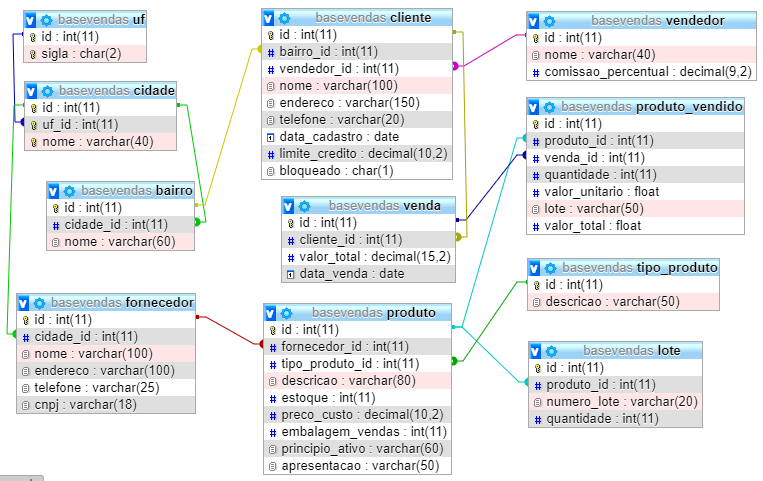 basevendas uf
id : int(11)
sigla : char(2)
basevendas cidade
id : int(11)
uf_id : int(11)
nome : varchar(40)
basevendas bairro
id : int(11)
cidade_id : int(11)
nome : varchar(60)
basevendas fornecedor
id : int(11)
cidade_id : int(11)
nome : varchar(100)
endereco : varchar(100)
telefone : varchar(25)
cnpj : varchar(18)
basevendas cliente
id : int(11)
bairro_id : int(11)
vendedor_id : int(11)
nome : varchar(100)
endereco : varchar(150)
telefone : varchar(20)
data_cadastro : date
limite_credito : decimal(10,2)
bloqueado : char(1)
basevendas venda
id : int(11)
cliente_id : int(11)
valor_total : decimal(15,2)
data_venda : date
basevendas produto
id : int(11)
fornecedor_id : int(11)
tipo_produto_id : int(11)
descricao : varchar(80)
estoque : int(11)
preco_custo : decimal(10,2)
embalagem_vendas : int(11)
principio_ativo : varchar(60)
apresentacao : varchar(50)
basevendas vendedor
id : int(11)
nome : varchar(40)
comissao_percentual : decimal(9,2)
basevendas produto_vendido
id : int(11)
produto_id : int(11)
venda_id : int(11)
quantidade : int(11)
valor_unitario : float
lote : varchar(50)
valor_total : float
basevendas tipo_produto
id : int(11)
descricao : varchar(50)
basevendas lote
id : int(11)
produto_id : int(11)
numero_lote : varchar(20)
quantidade : int(11)